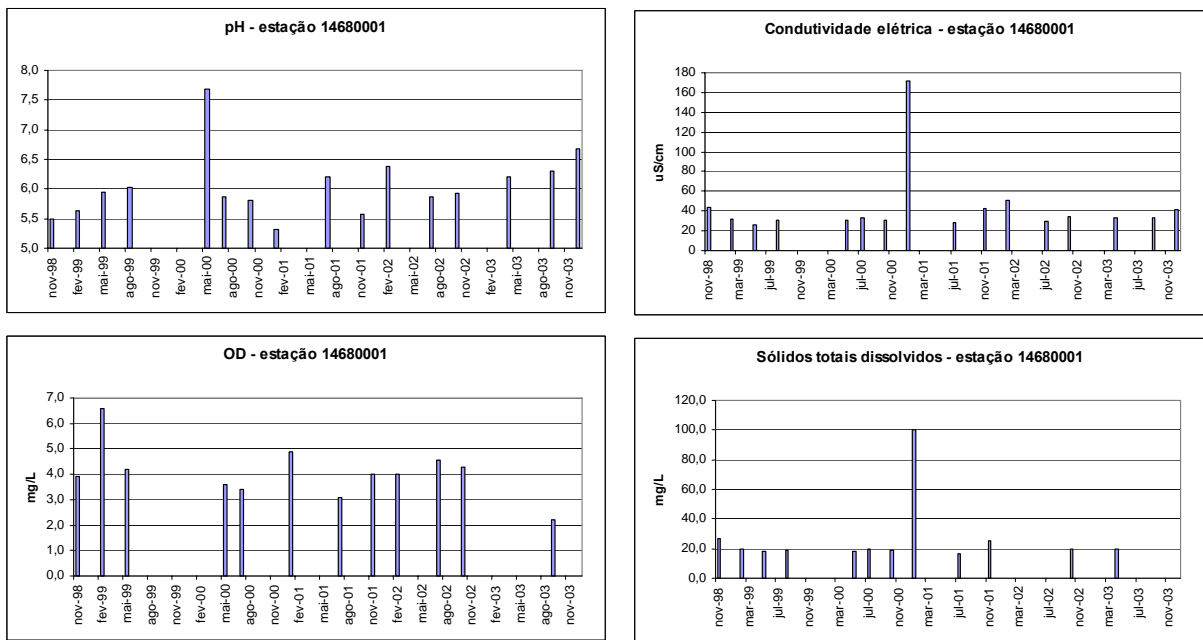 pH - estação 14680001
8,0
7,5
7,0
6,5
6,0
5,5
5,0
nov-98 fev-99 mai-99 ago-99 nov-99 fev-00 mai-00 ago-00 nov-00 fev-01 mai-01 ago-01 nov-01 fev-02 mai-02 ago-02 nov-02 fev-03 mai-03 ago-03 nov-03
Condutividade elétrica - estação 14680001
uS/cm
180
160
140
120
100
80
60
40
20
0
nov-98 mar-99 jul-99 nov-99 mar-00 jul-00 nov-00 mar-01 jul-01 nov-01 mar-02 jul-02 nov-02 mar-03 jul-03 nov-03
OD - estação 14680001
mg/L
7,0
6,0
5,0
4,0
3,0
2,0
1,0
0,0
nov-98 fev-99 mai-99 ago-99 nov-99 fev-00 mai-00 ago-00 nov-00 fev-01 mai-01 ago-01 nov-01 fev-02 mai-02 ago-02 nov-02 fev-03 mai-03 ago-03 nov-03
Sólidos totais dissolvidos - estação 14680001
mg/L
120,0
100,0
80,0
60,0
40,0
20,0
0,0
nov-98 mar-99 jul-99 nov-99 mar-00 jul-00 nov-00 mar-01 jul-01 nov-01 mar-02 jul-02 nov-02 mar-03 jul-03 nov-03